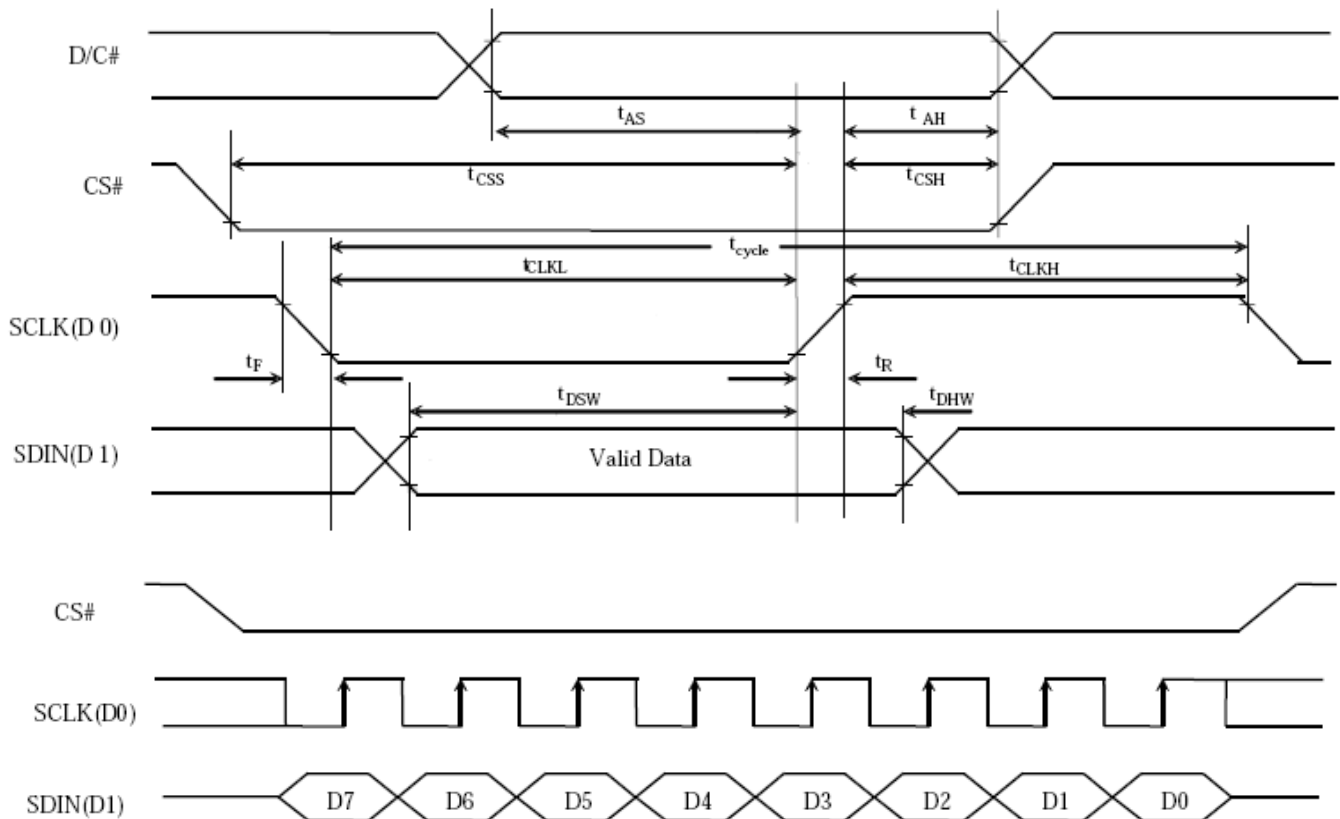 D/C#
tAS
t AH
CS#
tCSS
tCSH
tcycle
tCLKL
tCLKH
SCLK(D 0)
tF
tR
tDSW
tDHW
SDIN(D 1)
Valid Data
CS#
SCLK(D0)
SDIN(D1)
D7 D6 D5 D4 D3 D2 D1 D0